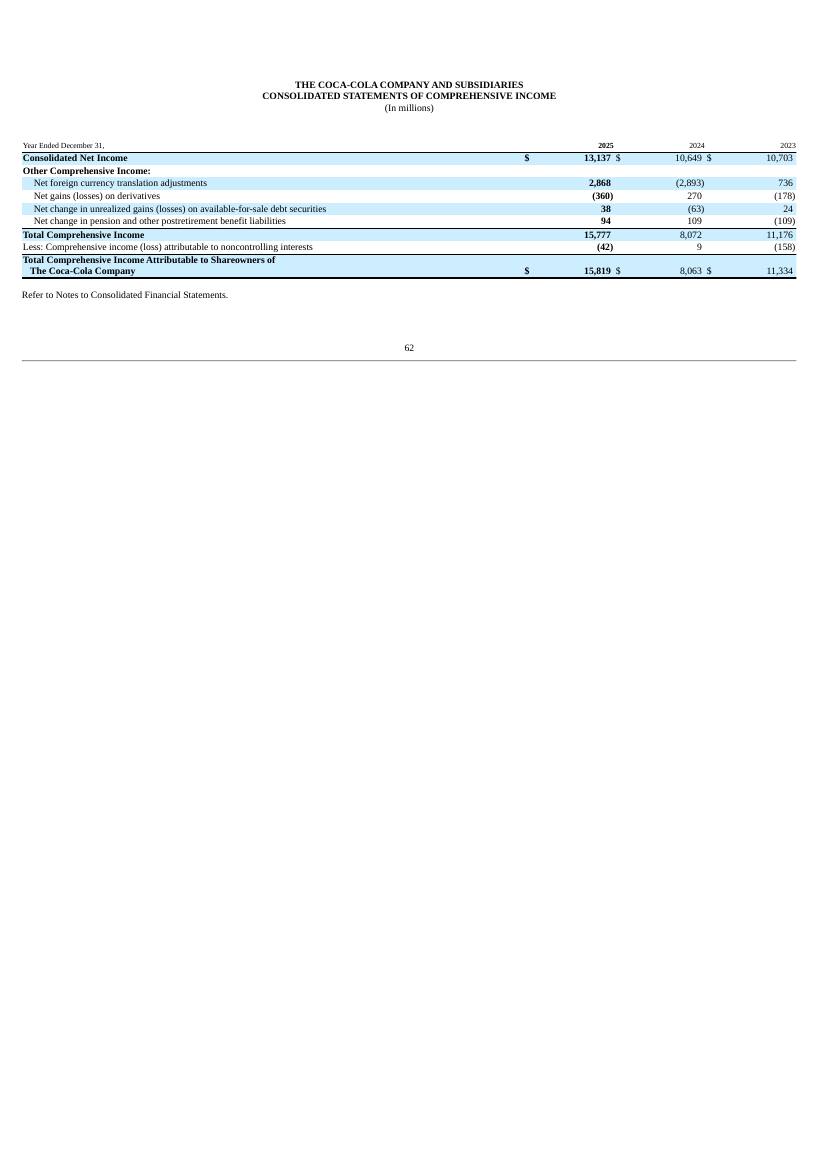 THE COCA-COLA COMPANY AND SUBSIDIARIES
CONSOLIDATED STATEMENTS OF COMPREHENSIVE INCOME
(In millions)
Year Ended December 31, 2025 2024 2023
Consolidated Net Income $ 13,137 $ 10,649 $ 10,703
Other Comprehensive Income:
Net foreign currency translation adjustments 2,868 (2,893) 736
Net gains (losses) on derivatives (360) 270 (178)
Net change in unrealized gains (losses) on available-for-sale debt securities 38 (63) 24
Net change in pension and other postretirement benefit liabilities 94 109 (109)
Total Comprehensive Income 15,777 8,072 11,176
Less: Comprehensive income (loss) attributable to noncontrolling interests (42) 9 (158)
Total Comprehensive Income Attributable to Shareowners of
The Coca-Cola Company $ 15,819 $ 8,063 $ 11,334
Refer to Notes to Consolidated Financial Statements.
62